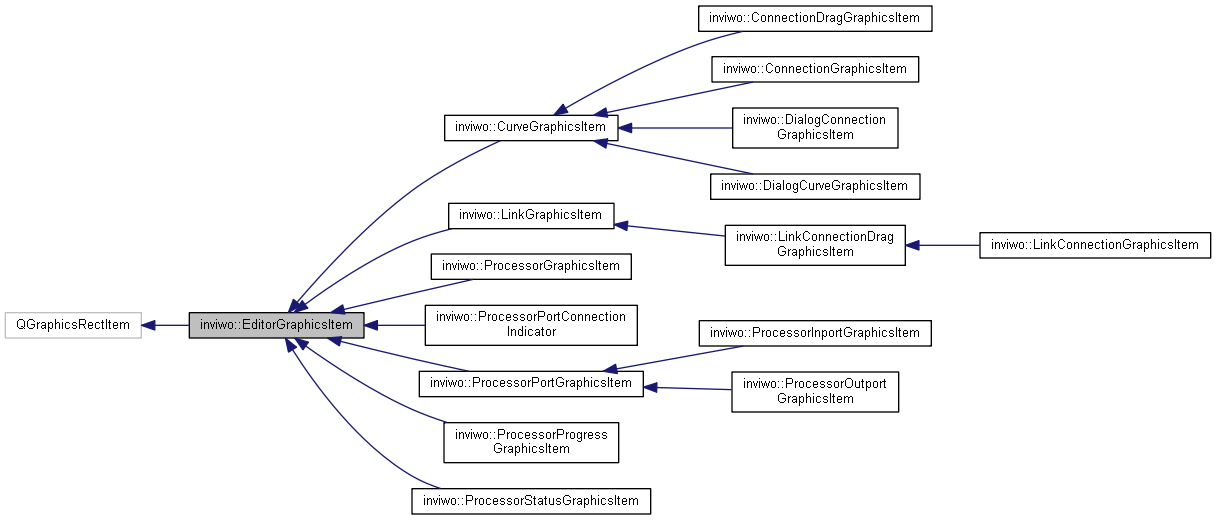 inviwo::ConnectionDragGraphicsItem
inviwo::ConnectionGraphicsItem
inviwo::CurveGraphicsItem
inviwo::DialogConnection
GraphicsItem
inviwo::DialogCurveGraphicsItem
inviwo::LinkGraphicsItem
inviwo::LinkConnectionDrag
GraphicsItem
inviwo::LinkConnectionGraphicsItem
inviwo::ProcessorGraphicsItem
QGraphicsRectItem
inviwo::EditorGraphicsItem
inviwo::ProcessorPortConnection
Indicator
inviwo::ProcessorInportGraphicsItem
inviwo::ProcessorPortGraphicsItem
inviwo::ProcessorOutport
GraphicsItem
inviwo::ProcessorProgress
GraphicsItem
inviwo::ProcessorStatusGraphicsItem